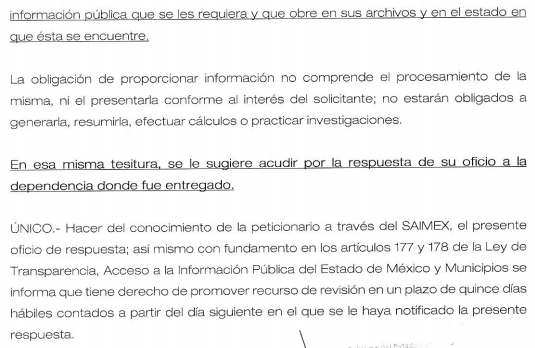 información pública que se les requiera y que obre en sus archivos y en el estado en
que ésta se encuentre.
La obligación de proporcionar información no comprende el procesamiento de la
misma, ni el presentarla conforme al interés del solicitante; no estarán obligados a
generarla, resumirla, efectuar cálculos o practicar investigaciones.
En esa misma tesitura, se le sugiere acudir por la respuesta de su oficio a la
dependencia donde fue entregado.
ÚNICO.- Hacer del conocimiento de la peticionario a través del SAIMEX, el presente
oficio de respuesta; así mismo con fundamento en los artículos 177 y 178 de la Ley de
Transparencia, Acceso a la Información Pública del Estado de México y Municipios se
informa que tiene derecho de promover recurso de revisión en un plazo de quince días
hábiles contados a partir del día siguiente en el que se le haya notificado la presente
respuesta.